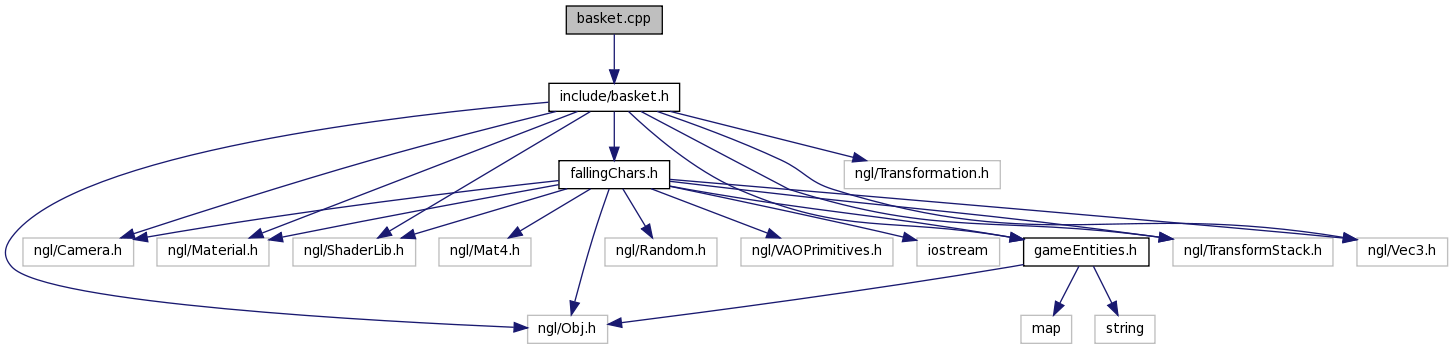 basket.cpp
include/basket.h
fallingChars.h
ngl/Transformation.h
ngl/Camera.h
ngl/Material.h
ngl/ShaderLib.h
ngl/Mat4.h
ngl/Random.h
ngl/VAOPrimitives.h
iostream
gameEntities.h
ngl/TransformStack.h
ngl/Vec3.h
ngl/Obj.h
map
string